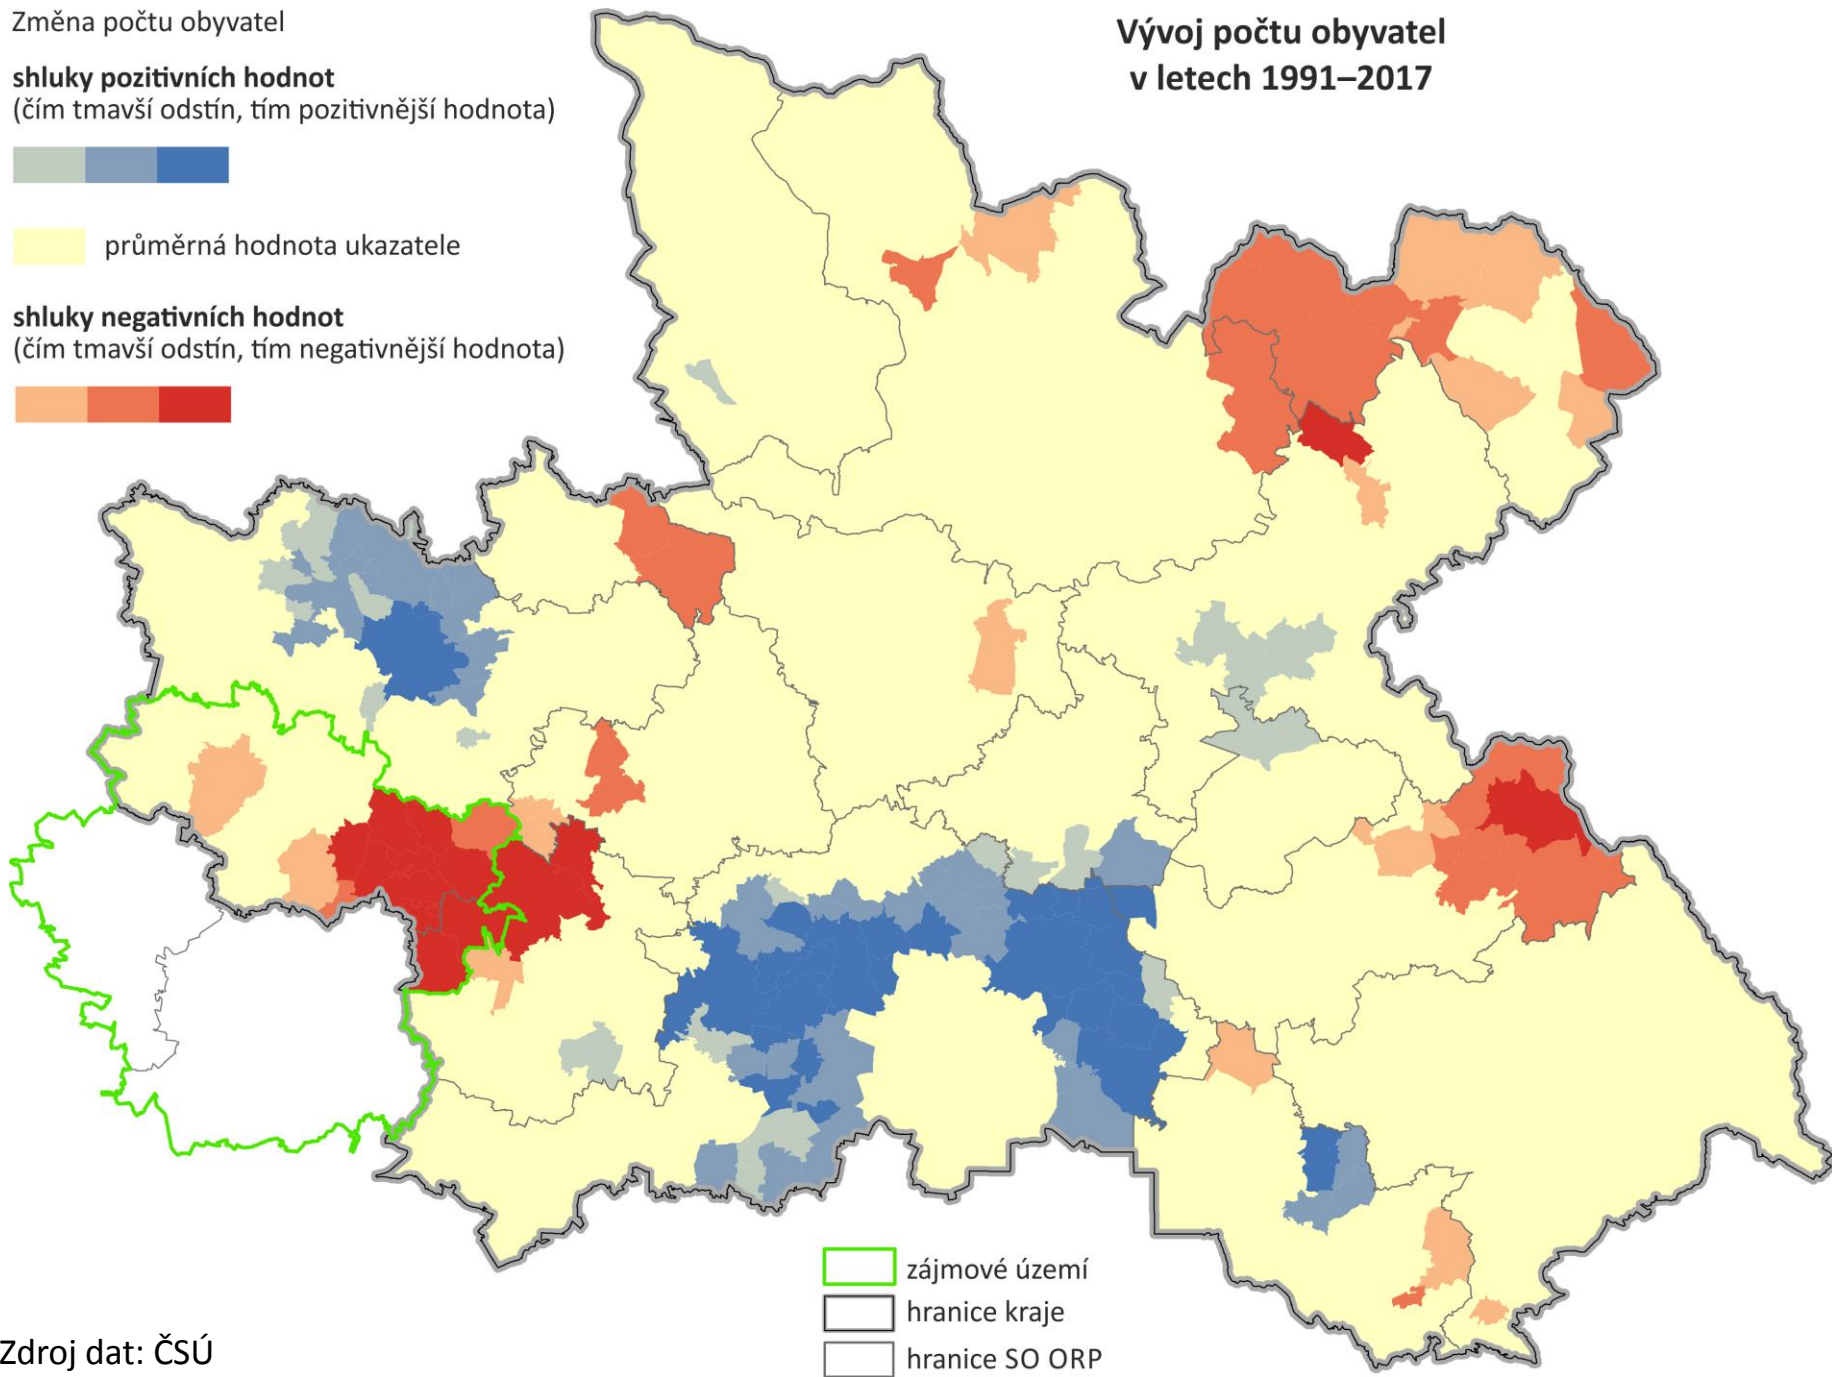 Změna počtu obyvatel
shluky pozitivních hodnot
(čím tmavší odstín, tím pozitivnější hodnota)
průměrná hodnota ukazatele
shluky negativních hodnot
(čím tmavší odstín, tím negativnější hodnota)
Vývoj počtu obyvatel
v letech 1991–2017
zájmové území
hranice kraje
hranice SO ORP
Zdroj dat: ČSÚ